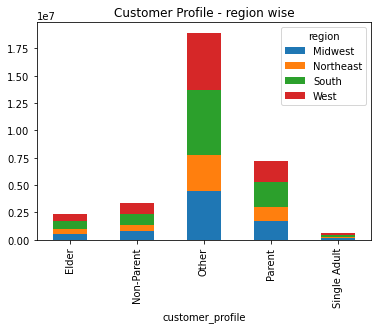 Customer Profile - region wise
1e7
1.75
1.50
1.25
1.00
0.75
0.50
0.25
0.00
region
Midwest
Northeast
South
West
Elder
Non-Parent
Other
Parent
Single Adult
customer_profile